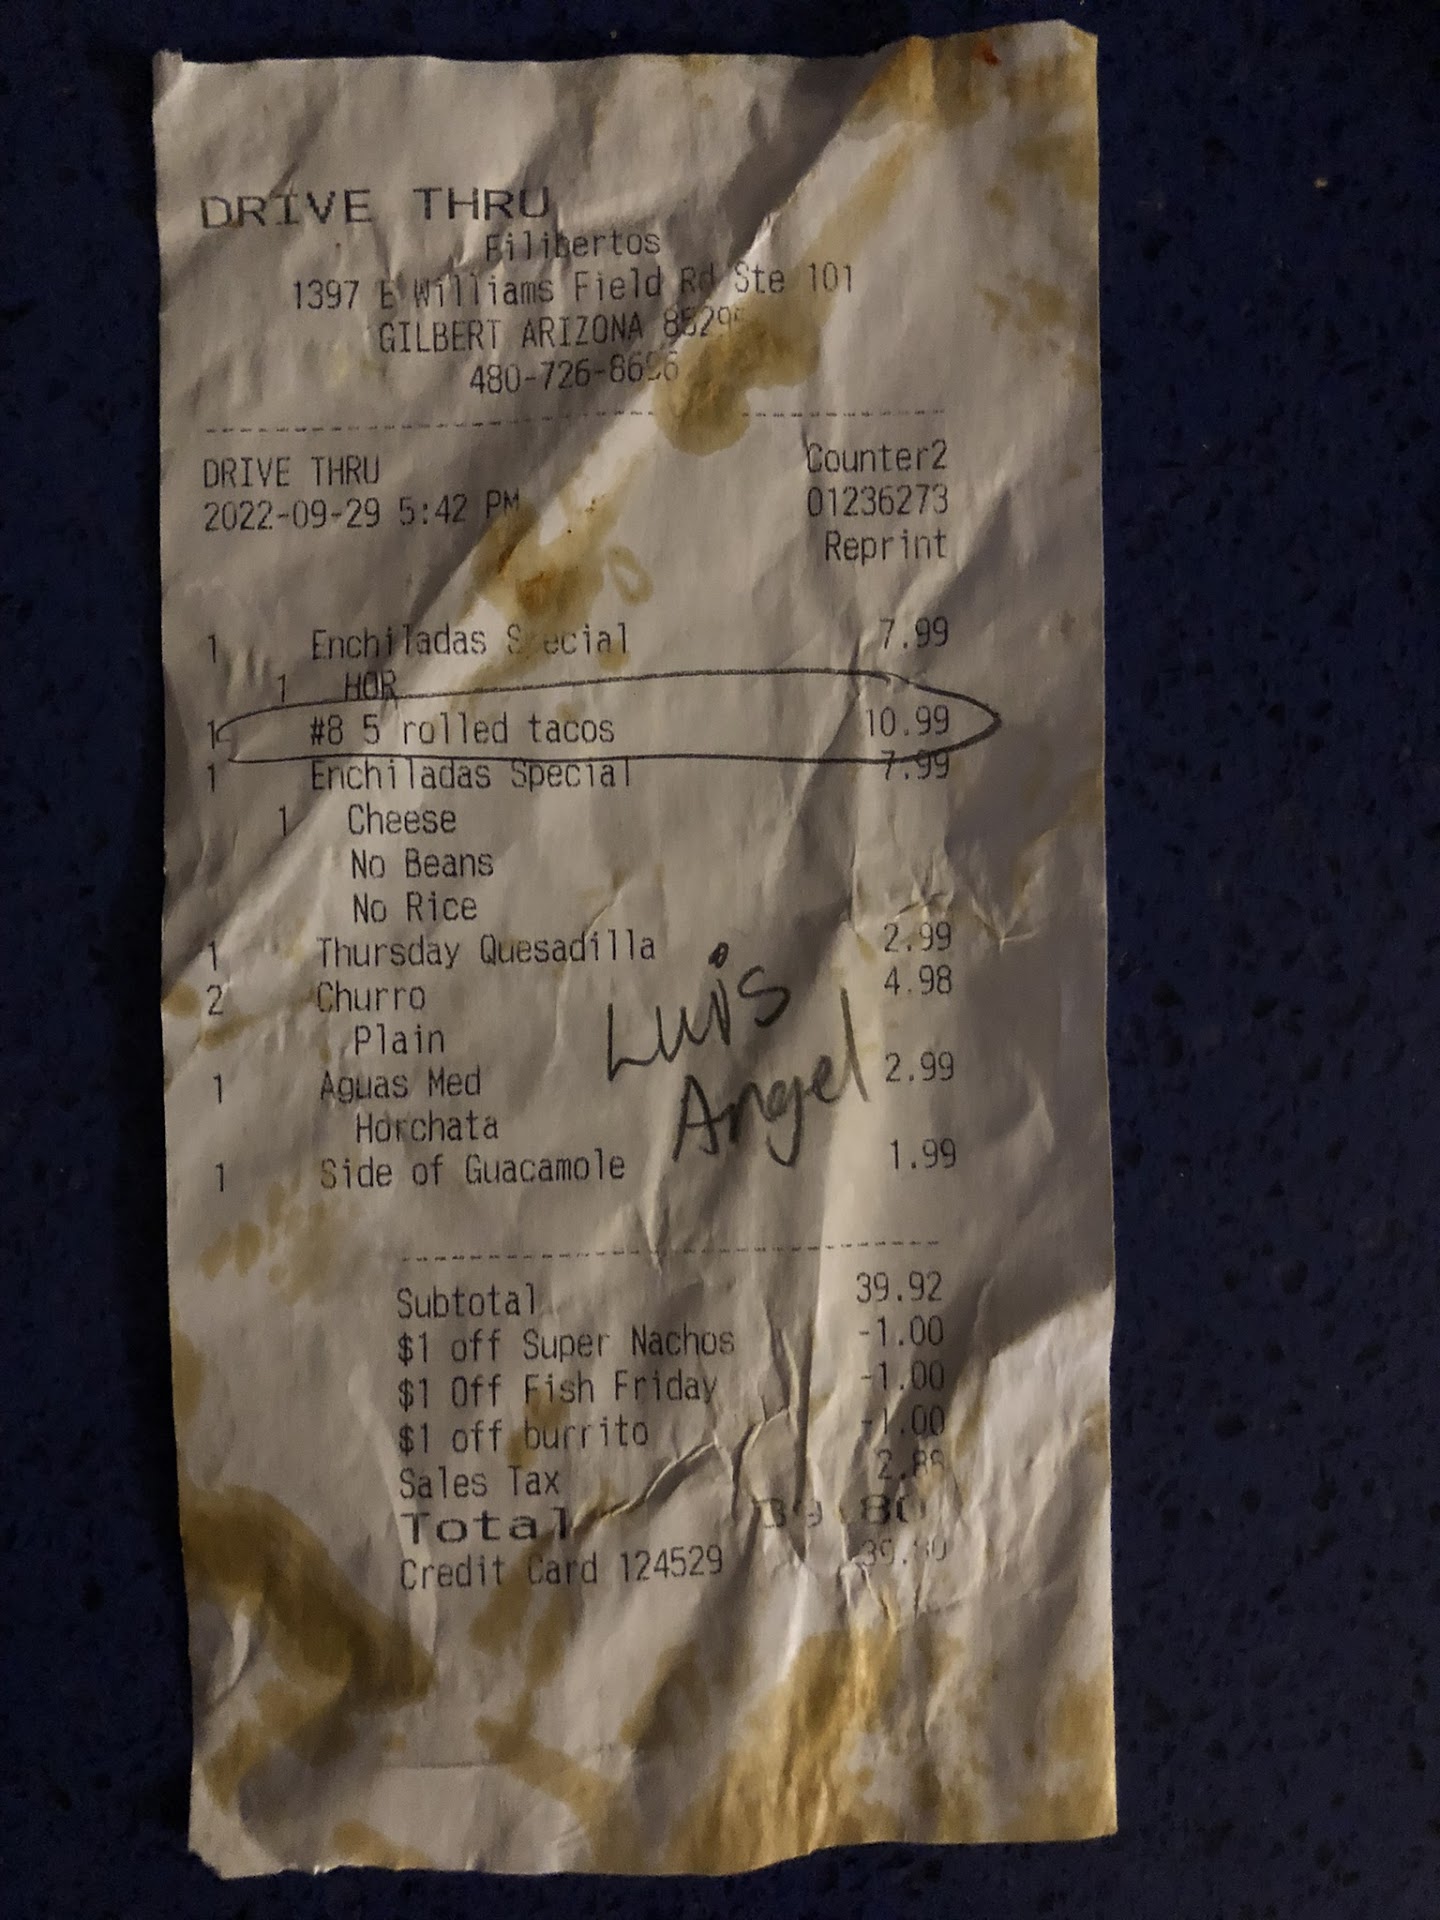 DRIVE THRU
Filibertos
1397 E Williams Field Rd Ste 101
GILBERT ARIZONA
DRIVE THRU Counter2
2022-09-29 5:42 PM 01236273
Reprint
1 Enchiladas Special 7.99
1 HOR
1 #8 5 rolled tacos 10.99
1 Enchiladas Special 7.99
1 Cheese
No Beans
No Rice
1 Thursday Quesadilla 2.99
2 Churro 4.98
Plain
Luis
1 Aguas Med 2.99
Angel
Horchata
1 Side of Guacamole 1.99
Subtotal 39.92
$1 off Super Nachos -1.00
$1 Off Fish Friday -1.00
$1 off burrito -1.00
Sales Tax
Total 39.80
Credit Card 124529 39.80